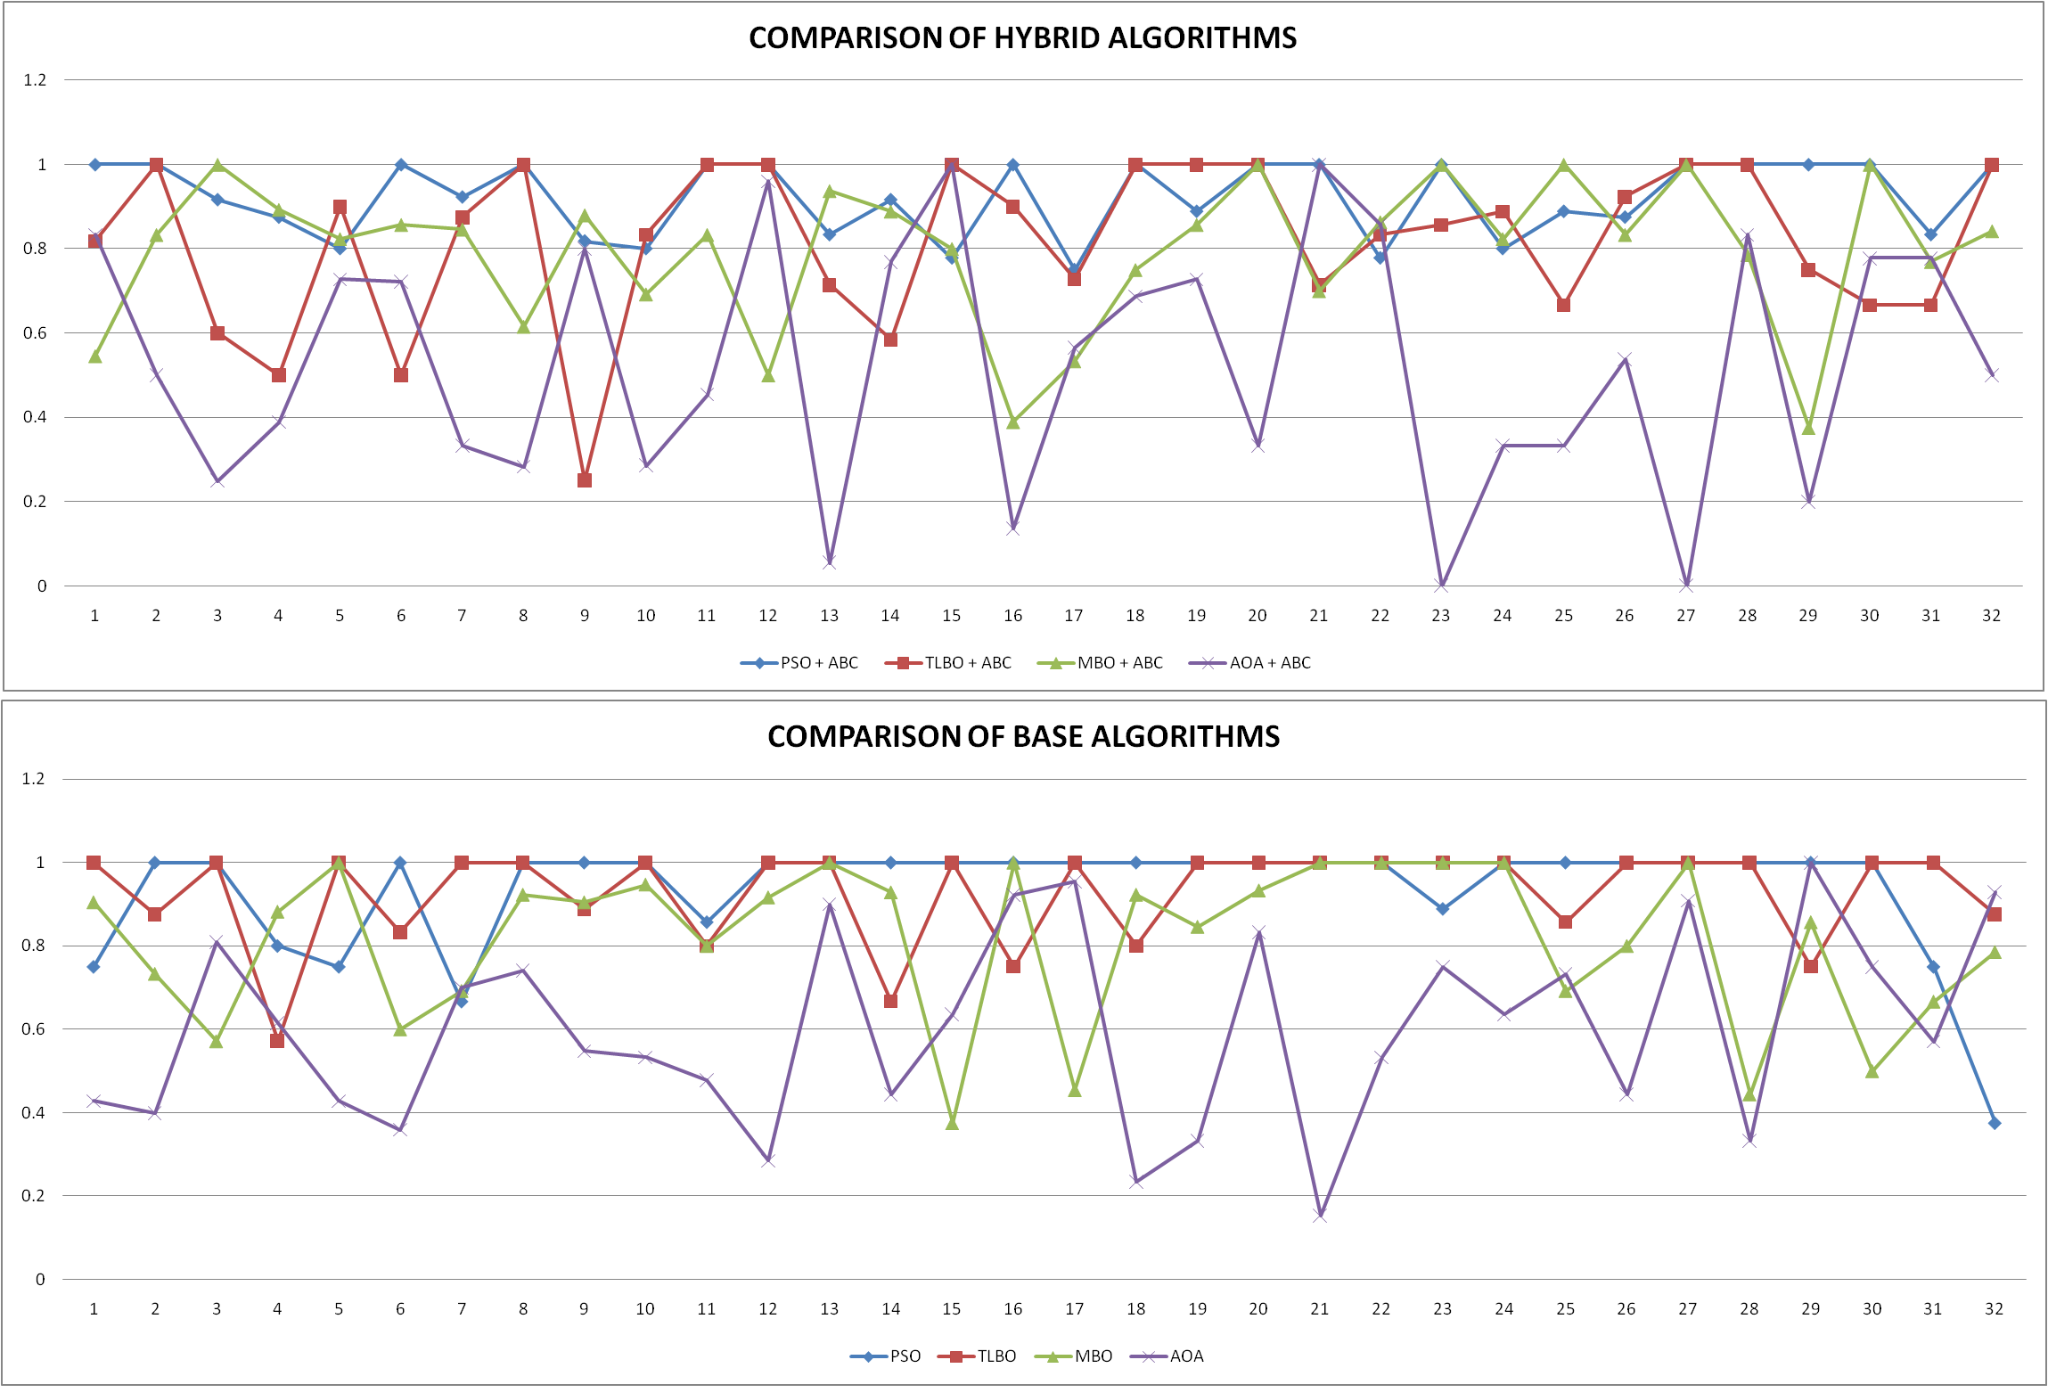 COMPARISON OF HYBRID ALGORITHMS
1.2
1
0.8
0.6
0.4
0.2
0
1 2 3 4 5 6 7 8 9 10 11 12 13 14 15 16 17 18 19 20 21 22 23 24 25 26 27 28 29 30 31 32
PSO + ABC TLBO + ABC MBO + ABC AOA + ABC
COMPARISON OF BASE ALGORITHMS
1.2
1
0.8
0.6
0.4
0.2
0
1 2 3 4 5 6 7 8 9 10 11 12 13 14 15 16 17 18 19 20 21 22 23 24 25 26 27 28 29 30 31 32
PSO TLBO MBO AOA